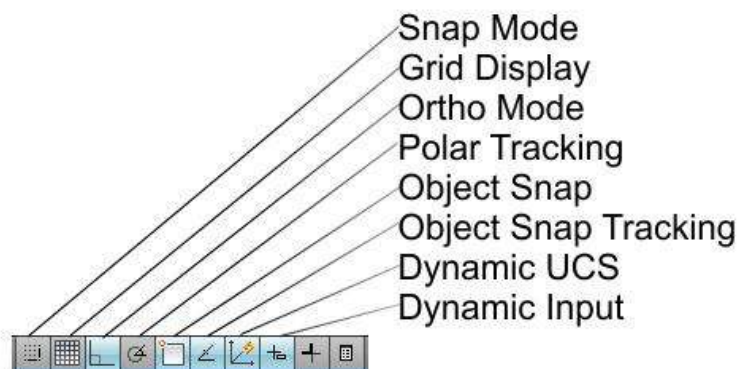 Snap Mode
Grid Display
Ortho Mode
Polar Tracking
Object Snap
Object Snap Tracking
Dynamic UCS
Dynamic Input